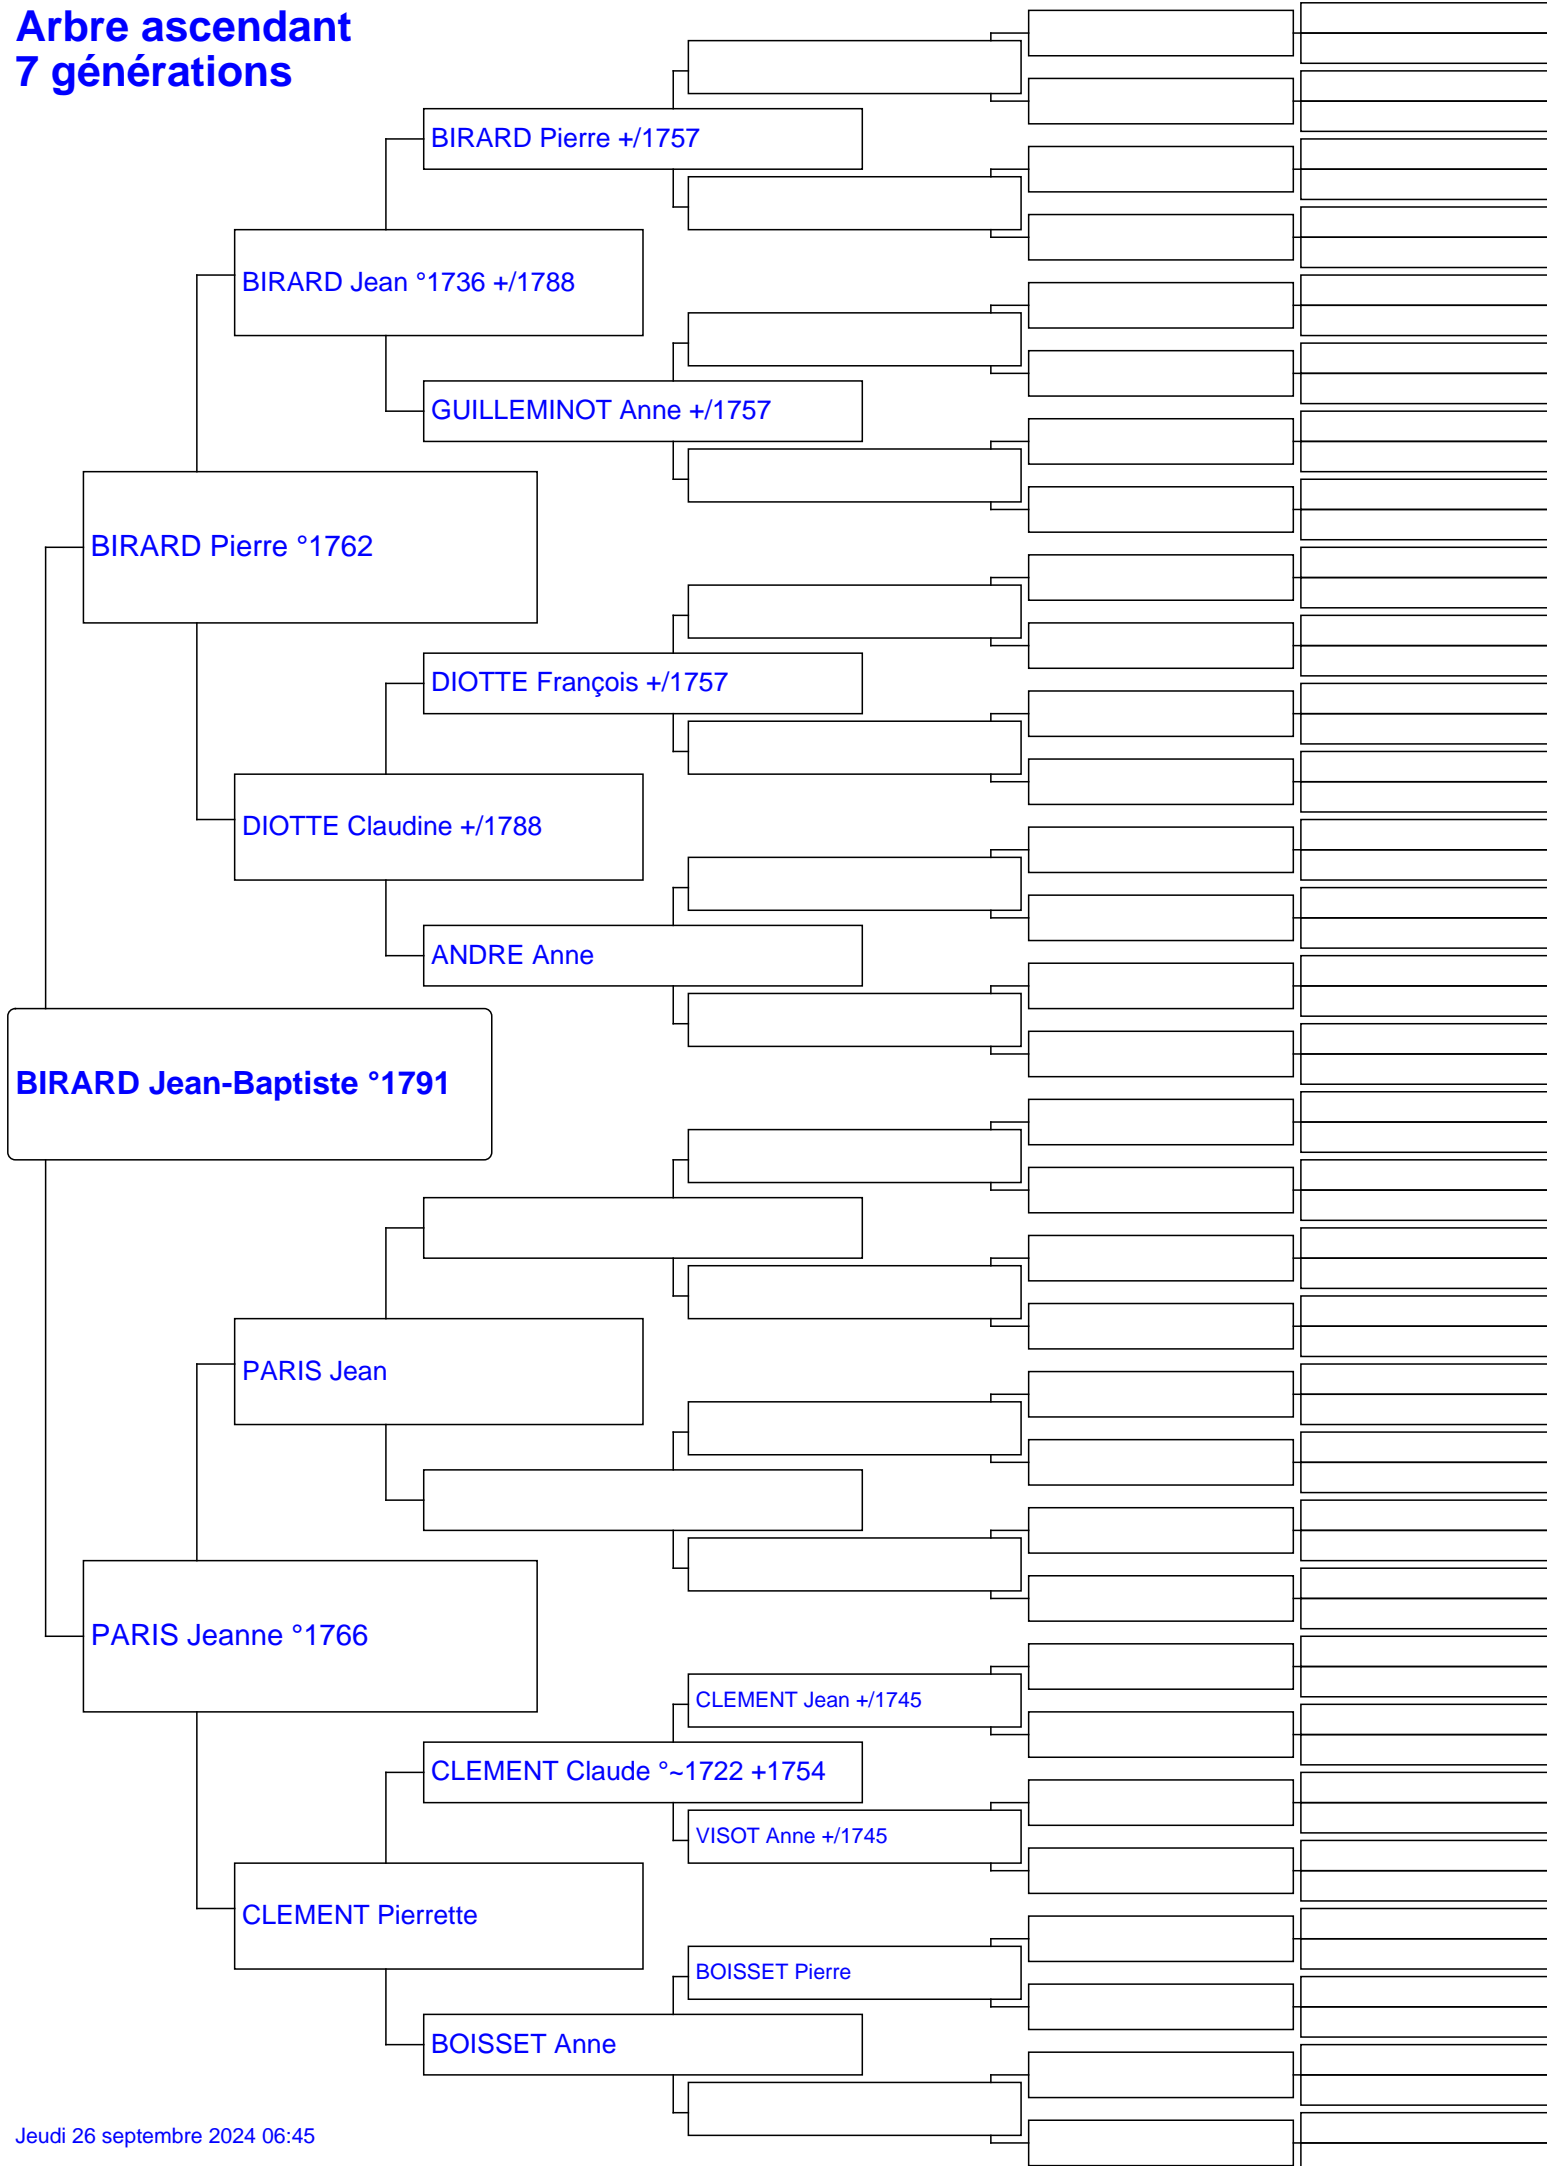 Arbre ascendant
7 générations
BIRARD Pierre +/1757
BIRARD Jean °1736 +/1788
GUILLEMINOT Anne +/1757
BIRARD Pierre °1762
DIOTTE François +/1757
DIOTTE Claudine +/1788
ANDRE Anne
BIRARD Jean-Baptiste °1791
PARIS Jean
PARIS Jeanne °1766
CLEMENT Jean +/1745
CLEMENT Claude °~1722 +1754
VISOT Anne +/1745
CLEMENT Pierrette
BOISSET Pierre
BOISSET Anne
Jeudi 26 septembre 2024 06:45